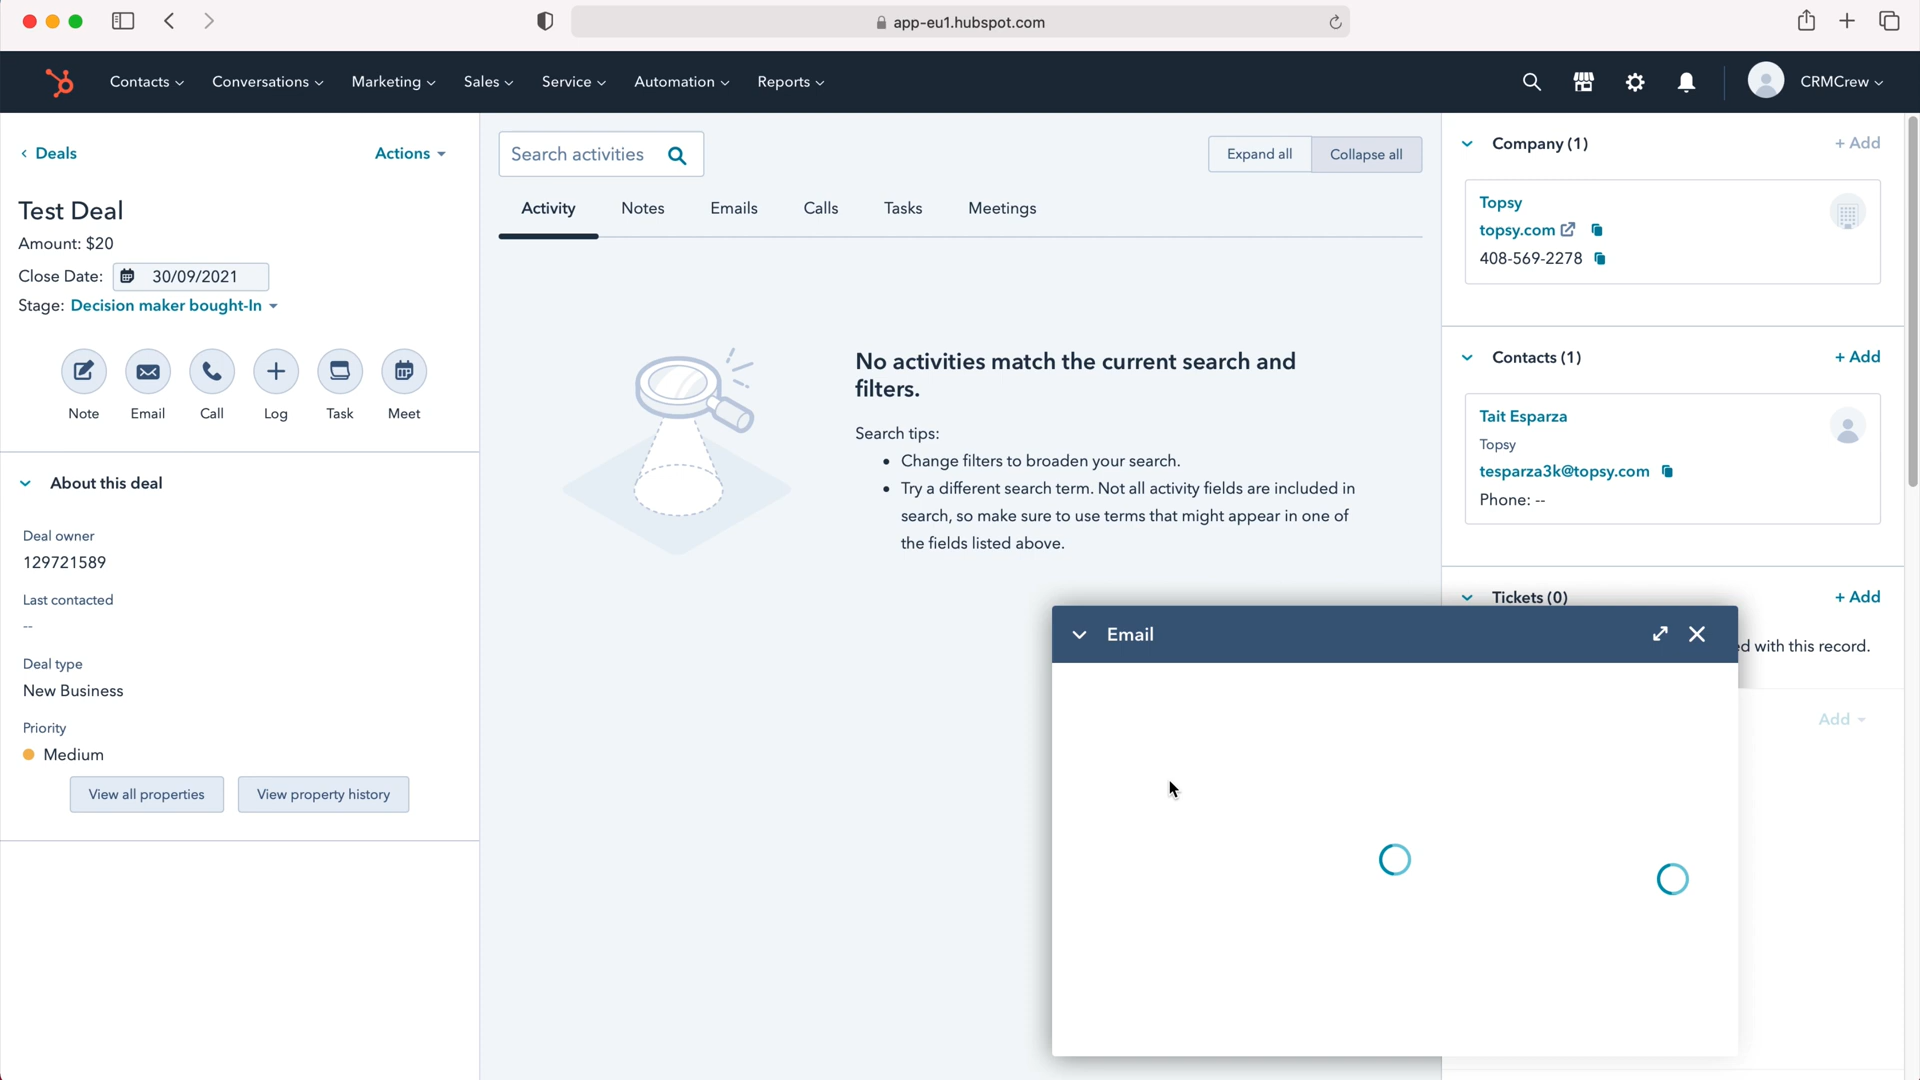 app-eu1.hubspot.com
Contacts
Conversations
Marketing
Sales
Service
Automation
Reports
CRMCrew
Deals
Actions
Test Deal
Amount: $20
Close Date: 30/09/2021
Stage: Decision maker bought-In
Note
Email
Call
Log
Task
Meet
About this deal
Deal owner
129721589
Last contacted
--
Deal type
New Business
Priority
Medium
View all properties
View property history
Search activities
Expand all
Collapse all
Activity
Notes
Emails
Calls
Tasks
Meetings
No activities match the current search and
filters.
Search tips:
• Change filters to broaden your search.
• Try a different search term. Not all activity fields are included in
search, so make sure to use terms that might appear in one of
the fields listed above.
Company (1)
+ Add
Topsy
topsy.com
408-569-2278
Contacts (1)
+ Add
Tait Esparza
Topsy
tesparza3k@topsy.com
Phone: --
Tickets (0)
+ Add
with this record.
Add
Email